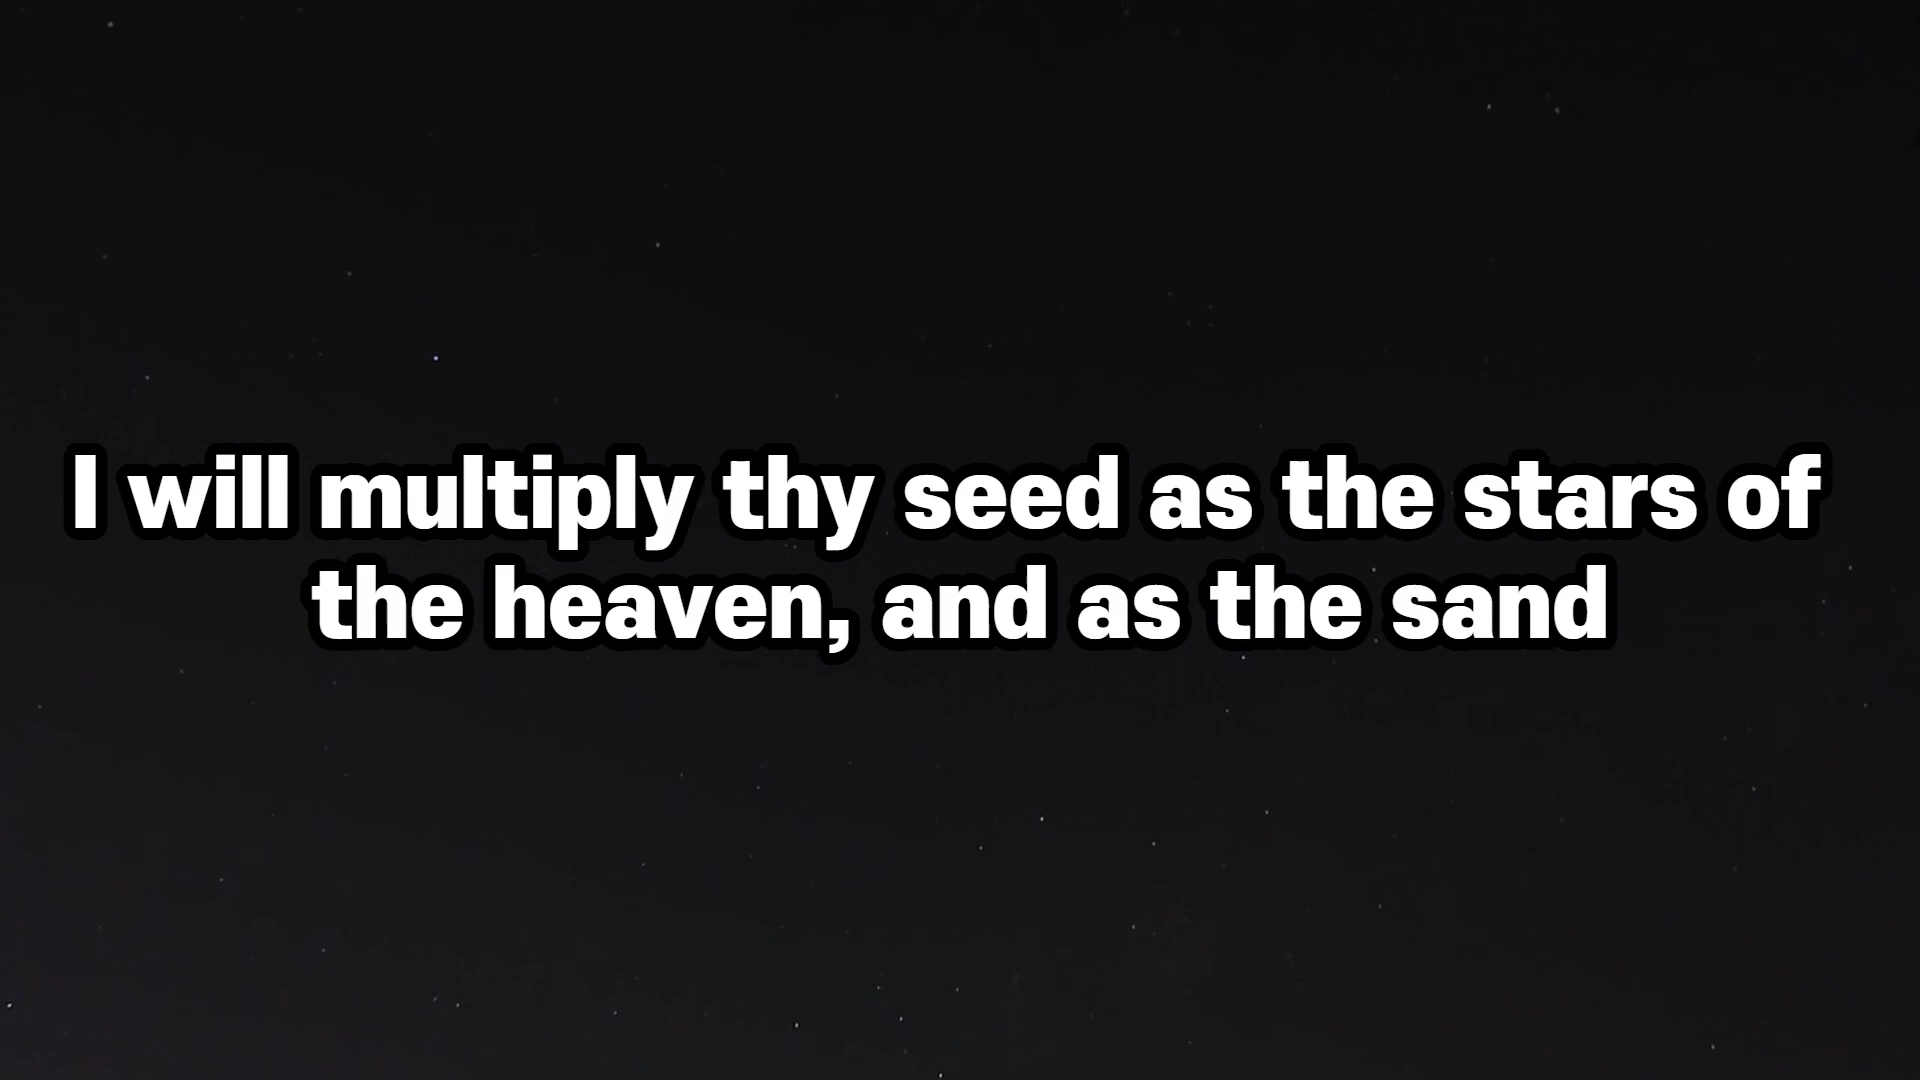 I will multiply thy seed as the stars of
the heaven, and as the sand